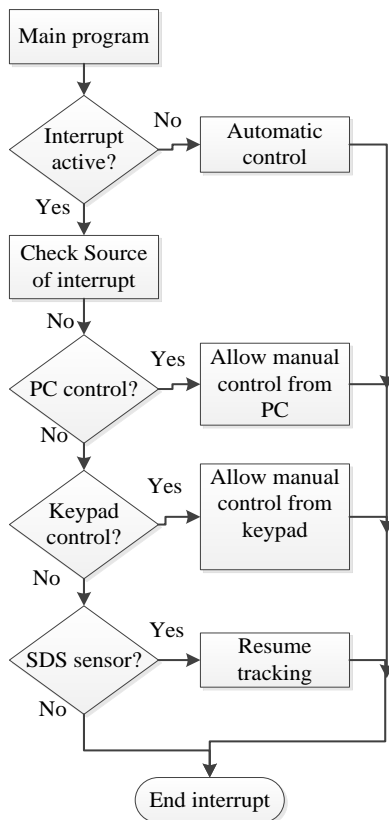 Main program
Interrupt
active?
No
Automatic
control
Yes
Check Source
of interrupt
No
PC control?
Yes
Allow manual
control from
PC
No
Keypad
control?
Yes
Allow manual
control from
keypad
No
SDS sensor?
Yes
Resume
tracking
No
End interrupt